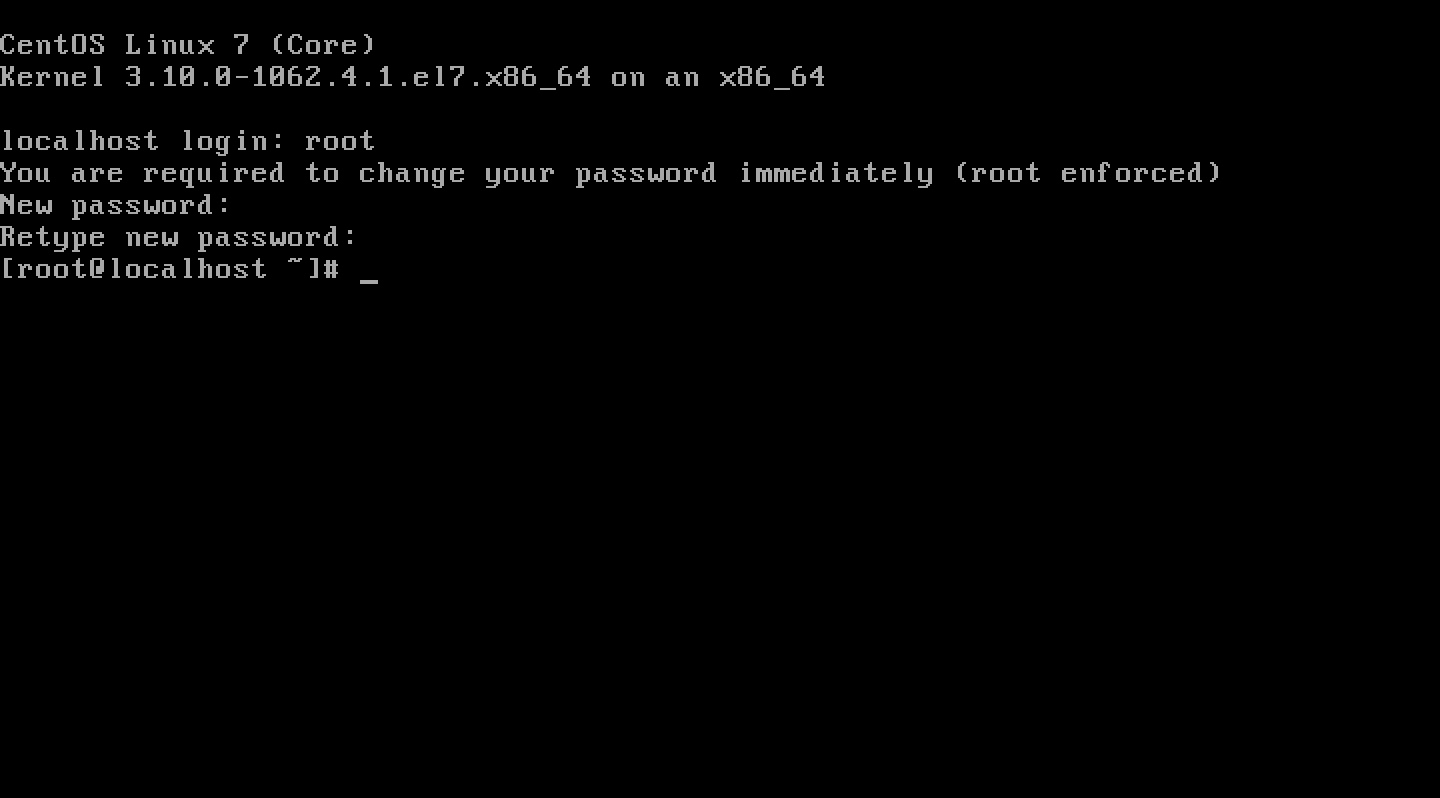 CentOS Linux 7 (Core)
Kernel 3.10.0-1062.4.1.el7.x86_64 on an x86_64
localhost login: root
You are required to change your password immediately (root enforced)
New password:
Retype new password:
[root@localhost ~]# _